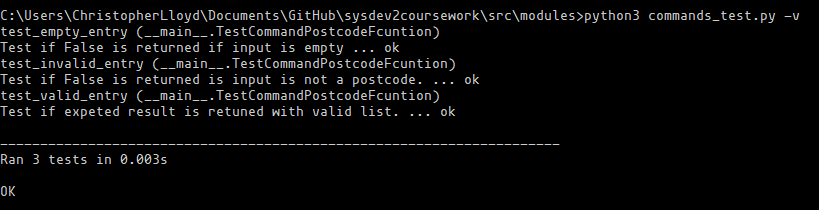 C:\Users\ChristopherLloyd\Documents\GitHub\sysdev2coursework\src\modules>python3 commands_test.py -v
test_empty_entry (__main__.TestCommandPostcodeFcuntion)
Test if False is returned if input is empty ... ok
test_invalid_entry (__main__.TestCommandPostcodeFcuntion)
Test if False is returned is input is not a postcode. ... ok
test_valid_entry (__main__.TestCommandPostcodeFcuntion)
Test if expeted result is retuned with valid list. ... ok
----------------------------------------------------------------------
Ran 3 tests in 0.003s
OK